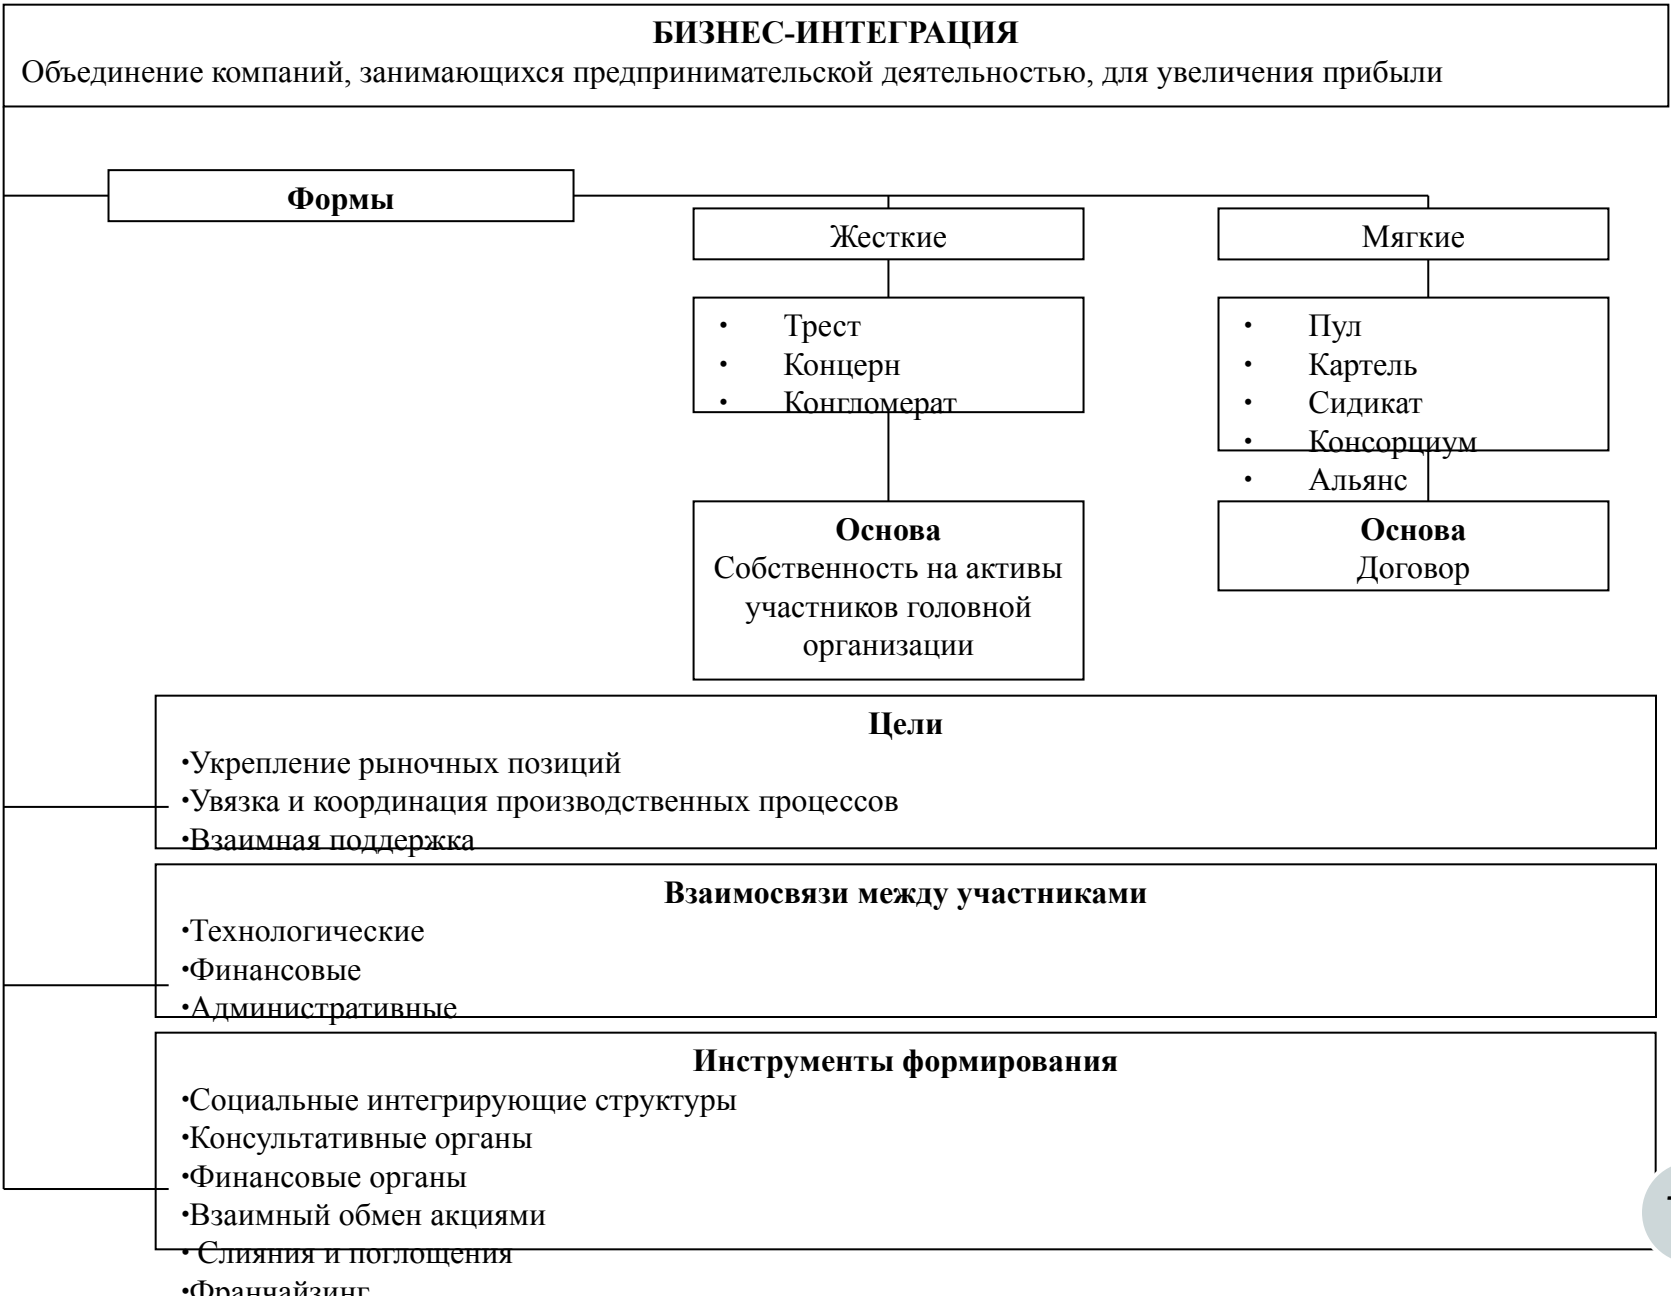 БИЗНЕС-ИНТЕГРАЦИЯ
Объединение компаний, занимающихся предпринимательской деятельностью, для увеличения прибыли
Формы
Жесткие
Мягкие
• Трест
• Концерн
• Конгломерат
• Пул
• Картель
• Сидикат
• Консорциум
• Альянс
Основа
Собственность на активы
участников головной
организации
Основа
Договор
Цели
•Укрепление рыночных позиций
•Увязка и координация производственных процессов
•Взаимная поддержка
Взаимосвязи между участниками
•Технологические
•Финансовые
•Административные
Инструменты формирования
•Социальные интегрирующие структуры
•Консультативные органы
•Финансовые органы
•Взаимный обмен акциями
• Слияния и поглощения
•Франчайзинг